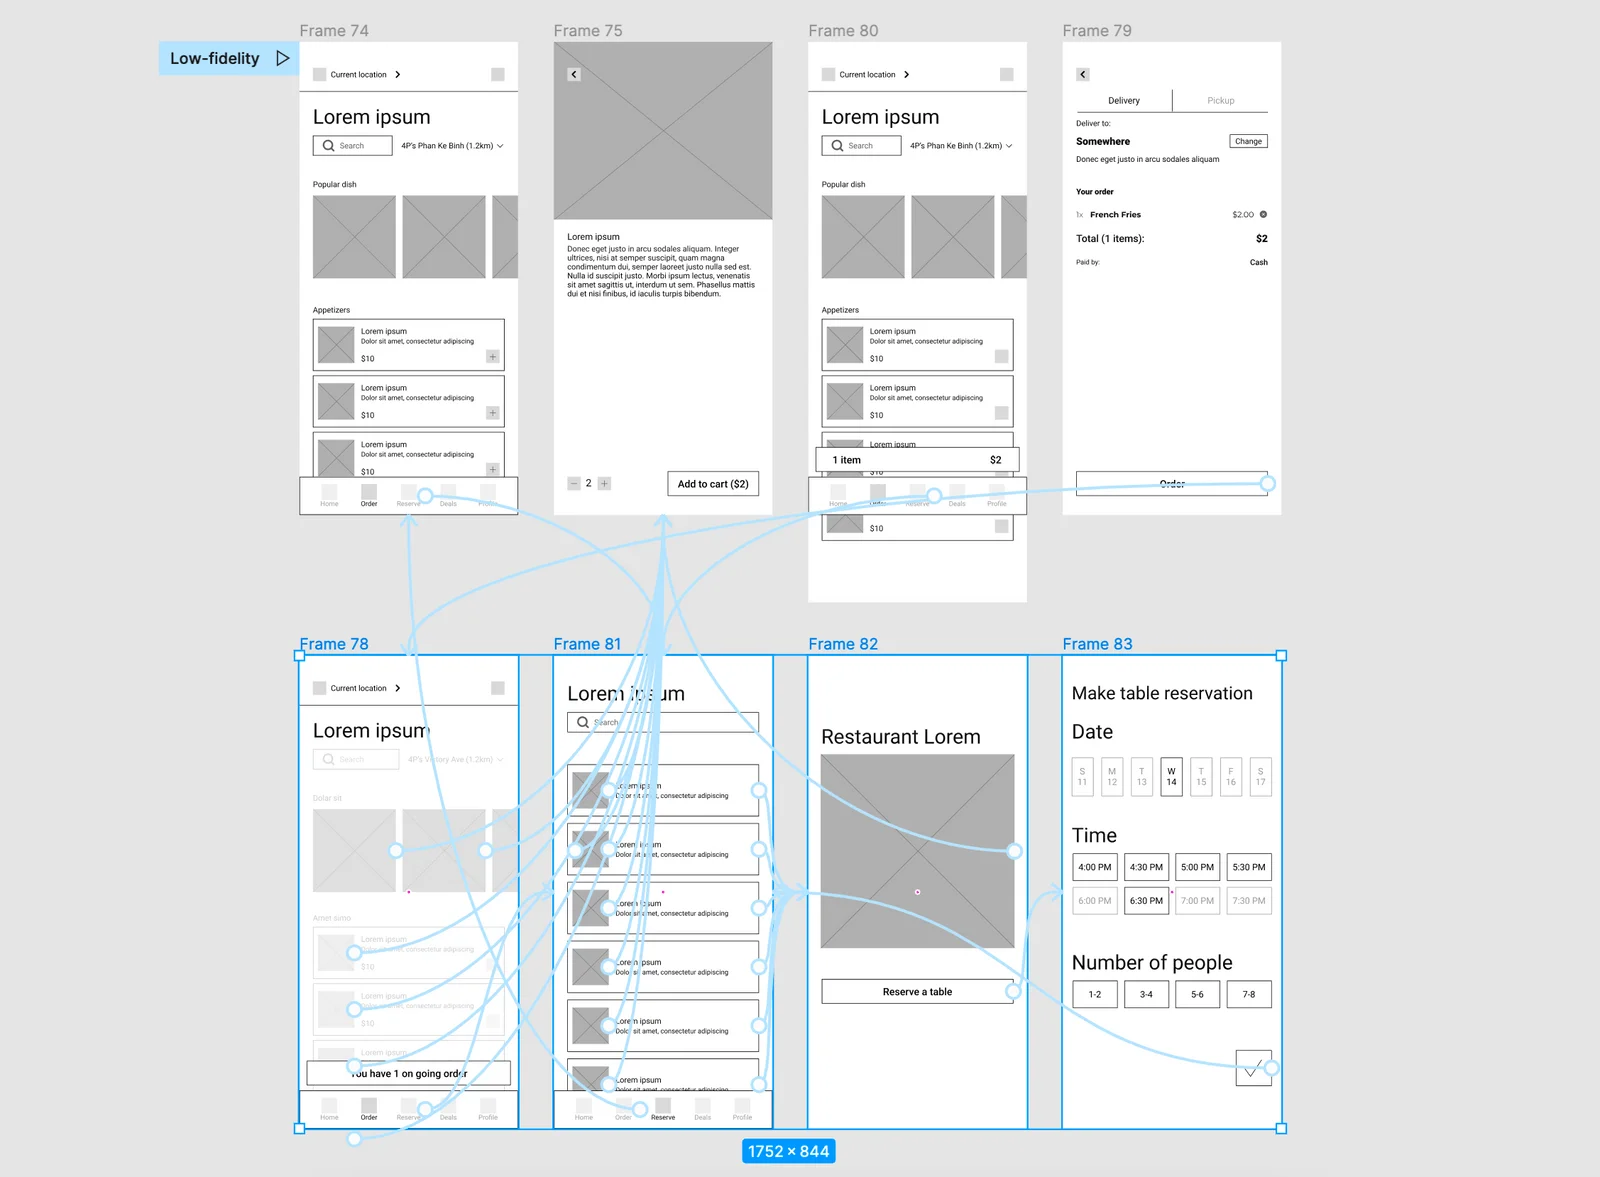 Low-fidelity
Frame 74
Current location
Lorem ipsum
Search
4P's Phan Ke Binh (1.2km)
Popular dish
Appetizers
Lorem ipsum
Dolor sit amet, consectetur adipiscing
$10
Lorem ipsum
Dolor sit amet, consectetur adipiscing
$10
Lorem ipsum
Dolor sit amet, consectetur adipiscing
$10
Home
Order
Reserve
Deals
Profile
Frame 75
Lorem ipsum
Donec eget justo in arcu sodales aliquam. Integer
ultrices, nisi at semper suscipit, quam magna
condimentum dui, semper laoreet justo nulla sed est.
Nulla id suscipit justo. Morbi ipsum lectus, venenatis
sit amet sagittis ut, interdum ut sem. Phasellus mattis
dui et nisi finibus, id iaculis turpis bibendum.
2
Add to cart ($2)
Frame 80
Current location
Lorem ipsum
Search
4P's Phan Ke Binh (1.2km)
Popular dish
Appetizers
Lorem ipsum
Dolor sit amet, consectetur adipiscing
$10
Lorem ipsum
Dolor sit amet, consectetur adipiscing
$10
Lorem ipsum
1 item $2
Home
Order
Reserve
Deals
Profile
$10
Frame 79
Delivery
Pickup
Deliver to:
Somewhere
Change
Donec eget justo in arcu sodales aliquam
Your order
1x French Fries $2.00
Total (1 items): $2
Paid by: Cash
Order
Frame 78
Current location
Lorem ipsum
Search
4P's Victory Ave (1.2km)
Dolar sit
Amet sumo
Lorem ipsum
Dolor sit amet, consectetur adipiscing
$10
Lorem ipsum
Dolor sit amet, consectetur adipiscing
$10
Lorem ipsum
You have 1 on going order
Home
Order
Reserve
Deals
Profile
Frame 81
Lorem ipsum
Search
Lorem ipsum
Dolor sit amet, consectetur adipiscing
Lorem ipsum
Dolor sit amet, consectetur adipiscing
Lorem ipsum
Dolor sit amet, consectetur adipiscing
Lorem ipsum
Dolor sit amet, consectetur adipiscing
Lorem ipsum
Dolor sit amet, consectetur adipiscing
Lorem ipsum
Dolor sit amet, consectetur adipiscing
Home
Order
Reserve
Deals
Profile
Frame 82
Restaurant Lorem
Reserve a table
Frame 83
Make table reservation
Date
S M T W T F S
11 12 13 14 15 16 17
Time
4:00 PM 4:30 PM 5:00 PM 5:30 PM
6:00 PM 6:30 PM 7:00 PM 7:30 PM
Number of people
1-2 3-4 5-6 7-8
1752 × 844